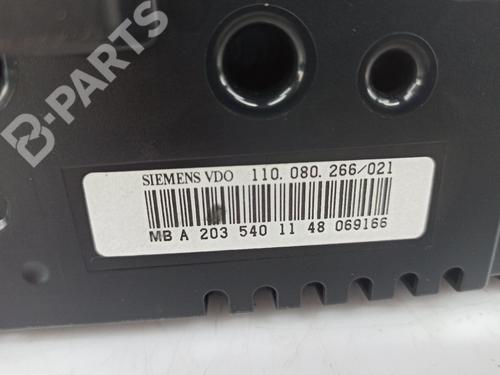 B-PARTS
SIEMENS VDO 110.080.266/021
MB A 203 540 11 48 069166